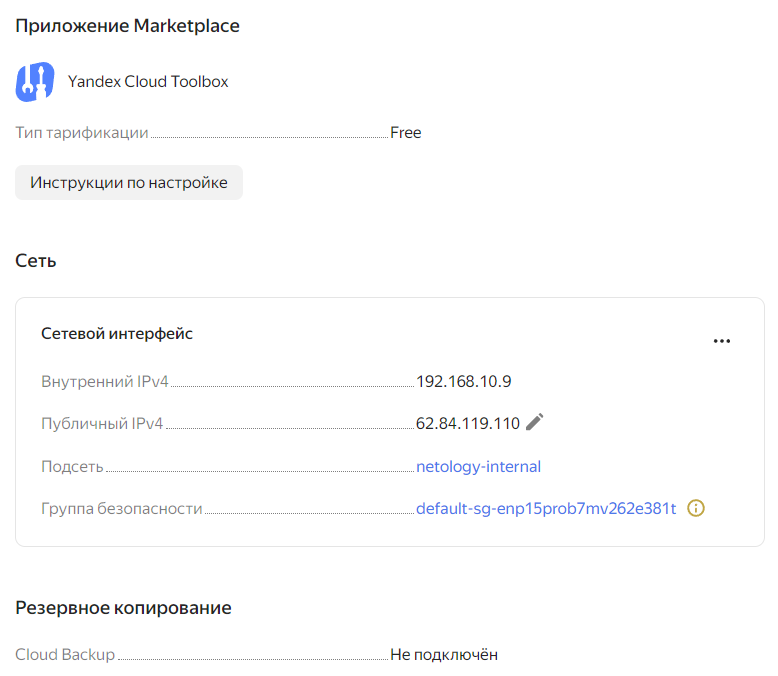 Приложение Marketplace
Yandex Cloud Toolbox
Тип тарификации Free
Инструкции по настройке
Сеть
Сетевой интерфейс
Внутренний IPv4 192.168.10.9
Публичный IPv4 62.84.119.110
Подсеть netology-internal
Группа безопасности default-sg-enp15prob7mv262e381t
Резервное копирование
Cloud Backup Не подключён